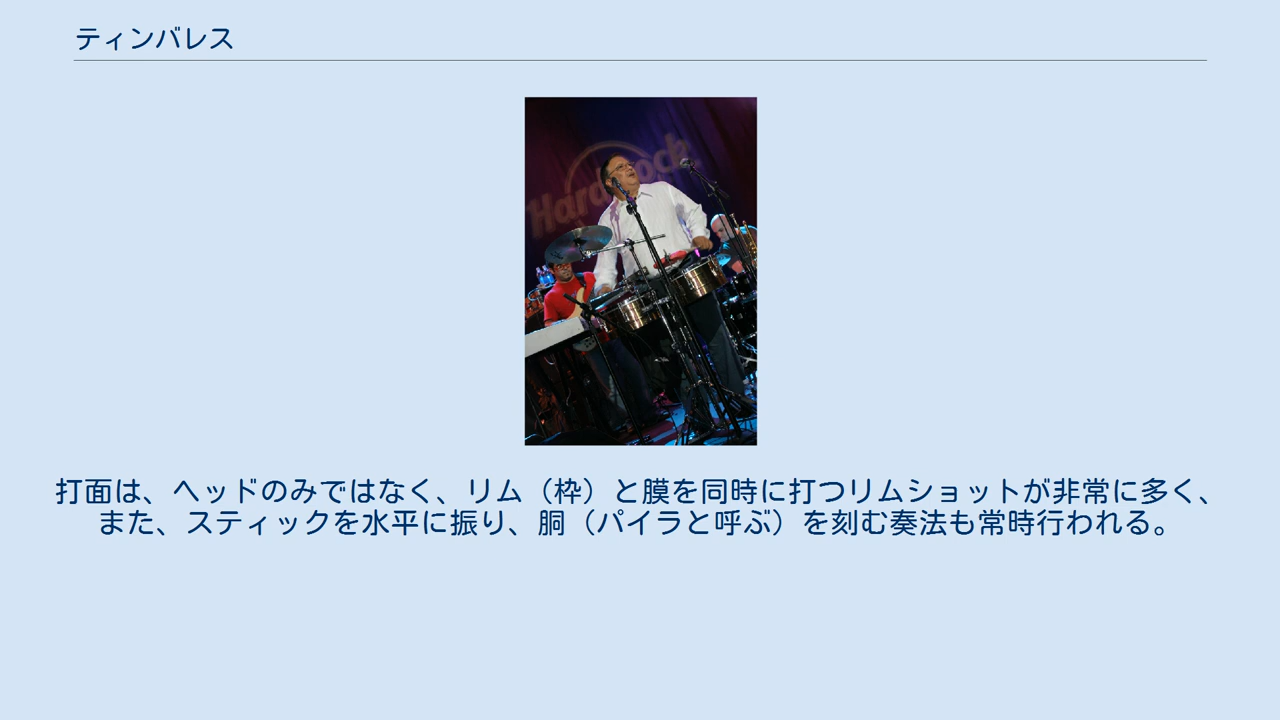 ティンバレス
Hard Rock
打面は、ヘッドのみではなく、リム（枠）と膜を同時に打つリムショットが非常に多く、
また、スティックを水平に振り、胴（パイラと呼ぶ）を刻む奏法も常時行われる。